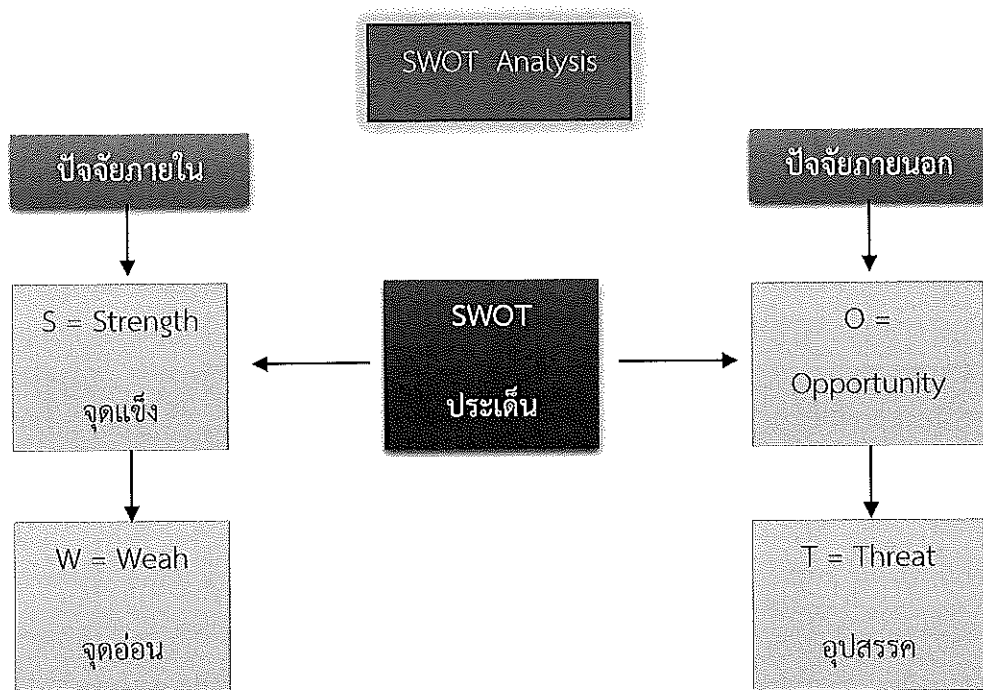 SWOT Analysis
ปัจจัยภายใน
ปัจจัยภายนอก
S = Strength
จุดแข็ง
SWOT
ประเด็น
O =
Opportunity
W = Weah
จุดอ่อน
T = Threat
อุปสรรค